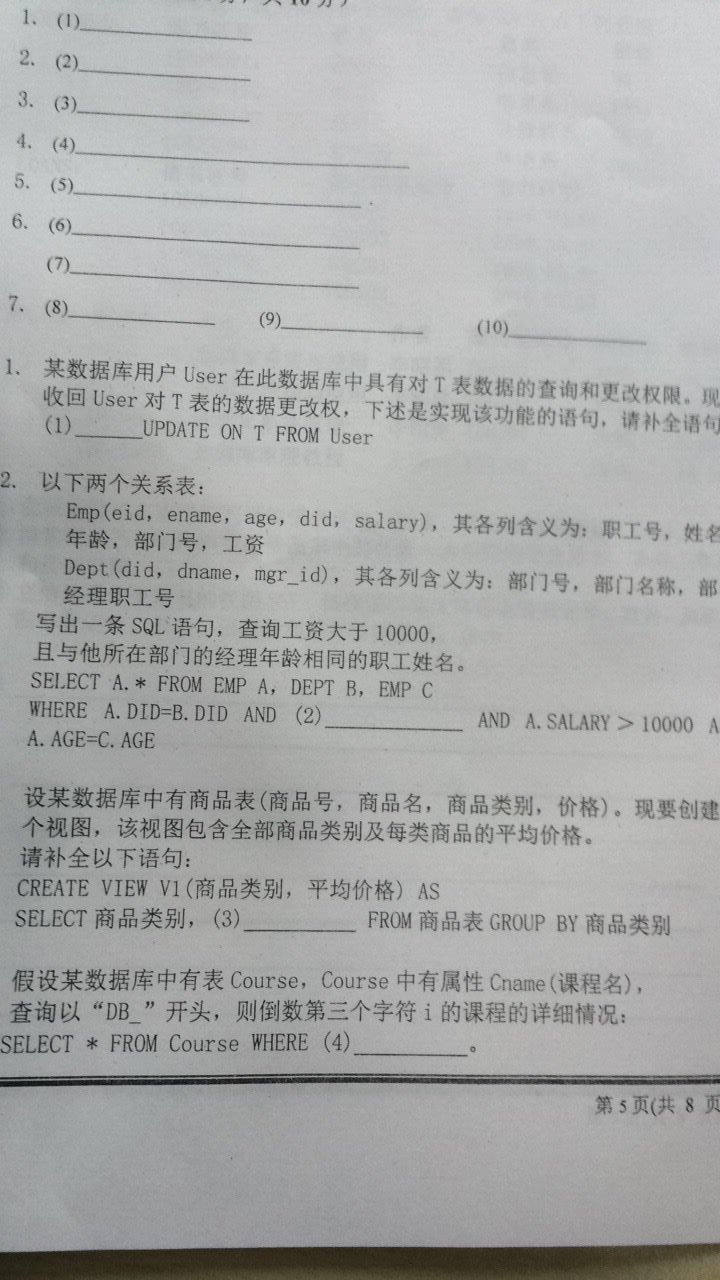 1. (1)
2. (2)
3. (3)
4. (4)
5. (5)
6. (6)
(7)
7. (8) (9) (10)
1、 某数据库用户 User 在此数据库中具有对 T 表数据的查询和更改权限。现
收回 User 对 T 表的数据更改权，下述是实现该功能的语句，请补全语句
(1)______UPDATE ON T FROM User
2、 以下两个关系表：
Emp(eid, ename, age, did, salary)，其各列含义为：职工号，姓名
年龄，部门号，工资
Dept(did, dname, mgr_id)，其各列含义为：部门号，部门名称，部
经理职工号
写出一条 SQL 语句，查询工资大于 10000，
且与他所在部门的经理年龄相同的职工姓名。
SELECT A.* FROM EMP A, DEPT B, EMP C
WHERE A.DID=B.DID AND (2)____________ AND A.SALARY > 10000 A
A.AGE=C.AGE
设某数据库中有商品表(商品号，商品名，商品类别，价格)。现要创建
个视图，该视图包含全部商品类别及每类商品的平均价格。
请补全以下语句：
CREATE VIEW V1(商品类别，平均价格) AS
SELECT 商品类别，(3)__________ FROM 商品表 GROUP BY 商品类别
假设某数据库中有表 Course，Course 中有属性 Cname(课程名)，
查询以“DB_”开头，则倒数第三个字符 i 的课程的详细情况：
SELECT * FROM Course WHERE (4)__________。
第 5 页(共 8 页